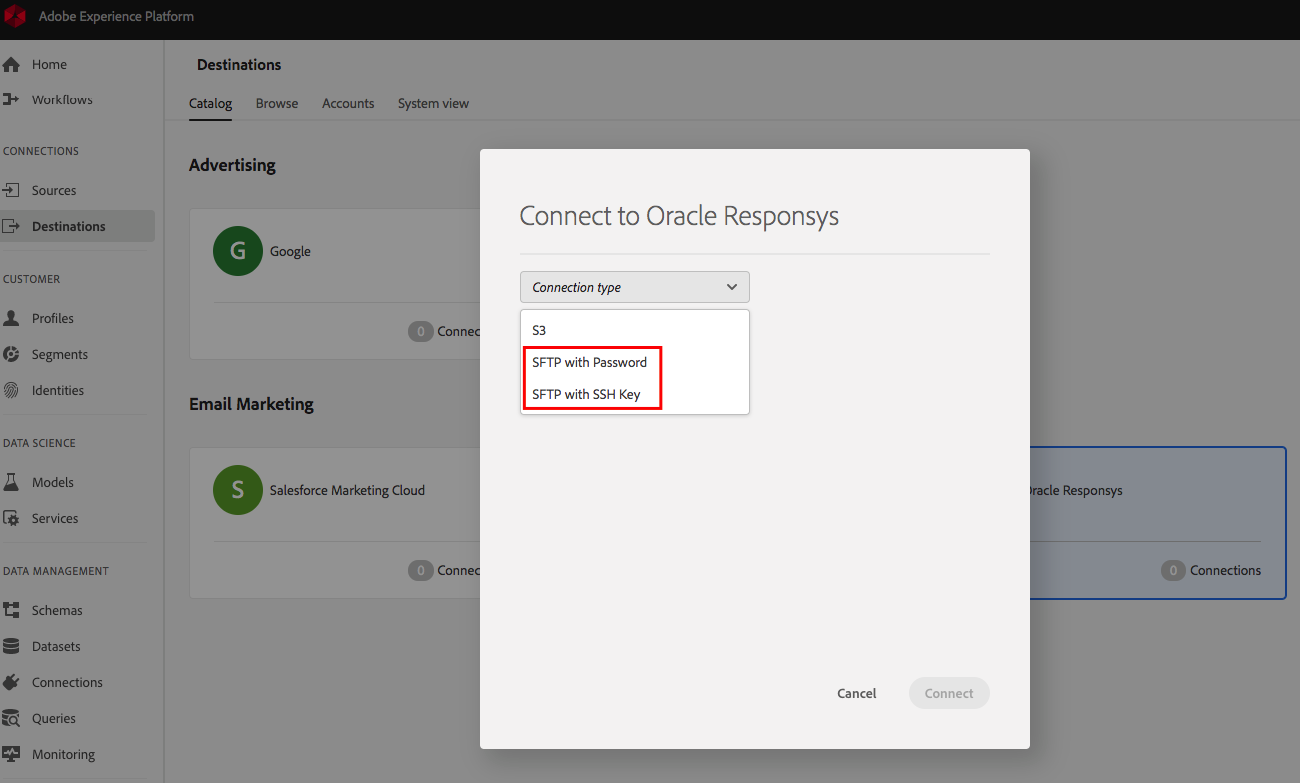 Adobe Experience Platform
Home
Workflows
CONNECTIONS
Sources
Destinations
CUSTOMER
Profiles
Segments
Identities
DATA SCIENCE
Models
Services
DATA MANAGEMENT
Schemas
Datasets
Connections
Queries
Monitoring
Destinations
Catalog Browse Accounts System view
Advertising
G Google
0 Connec
Email Marketing
S Salesforce Marketing Cloud
0 Connec
Oracle Responsys
0 Connections
Connect to Oracle Responsys
Connection type
S3
SFTP with Password
SFTP with SSH Key
Cancel Connect